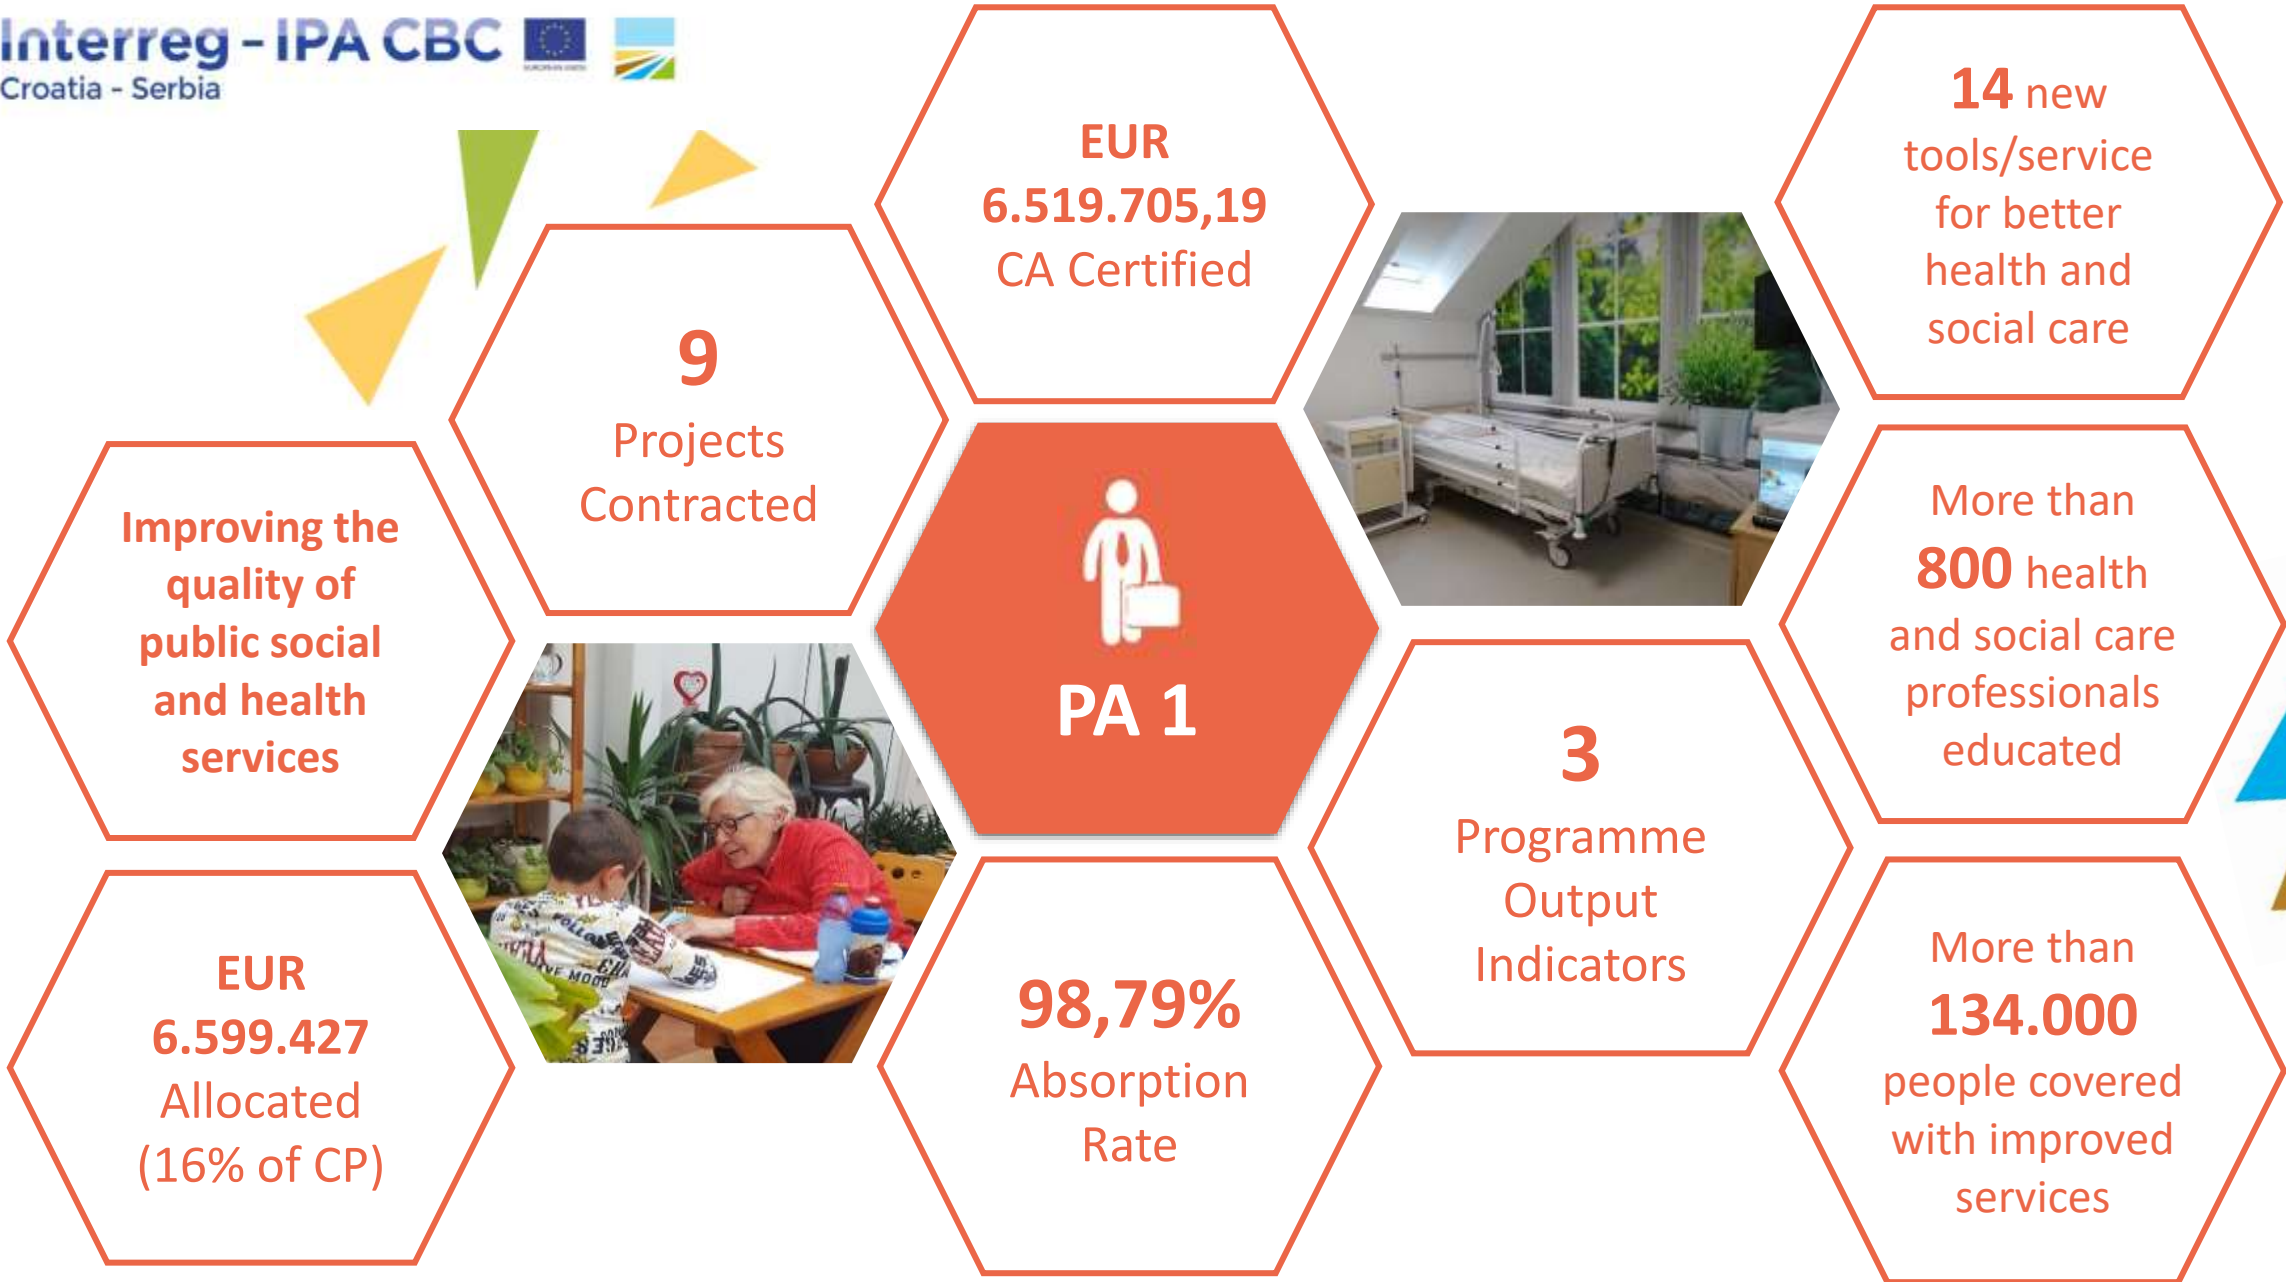 Interreg - IPA CBC
Croatia - Serbia
EUROPEAN UNION
Improving the
quality of
public social
and health
services
EUR
6.599.427
Allocated
(16% of CP)
9
Projects
Contracted
EUR
6.519.705,19
CA Certified
PA 1
98,79%
Absorption
Rate
3
Programme
Output
Indicators
14 new
tools/service
for better
health and
social care
More than
800 health
and social care
professionals
educated
More than
134.000
people covered
with improved
services